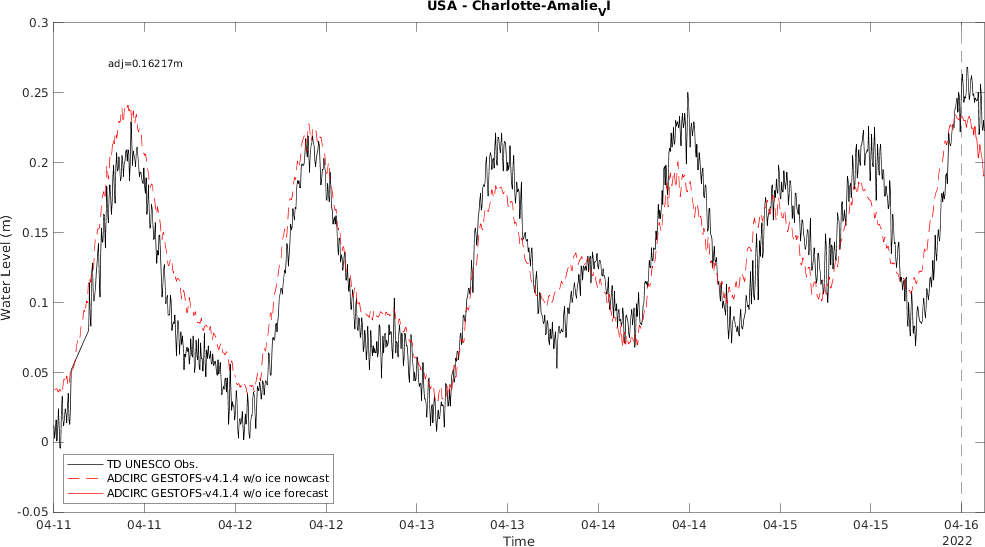 USA - Charlotte-Amalie_VI
0.3
adj=0.16217m
0.25
0.2
0.15
0.1
0.05
0
-0.05
Water Level (m)
TD UNESCO Obs.
ADCIRC GESTOFS-v4.1.4 w/o ice nowcast
ADCIRC GESTOFS-v4.1.4 w/o ice forecast
04-11 04-11 04-12 04-12 04-13 04-13 04-14 04-14 04-15 04-15 04-16
Time
2022